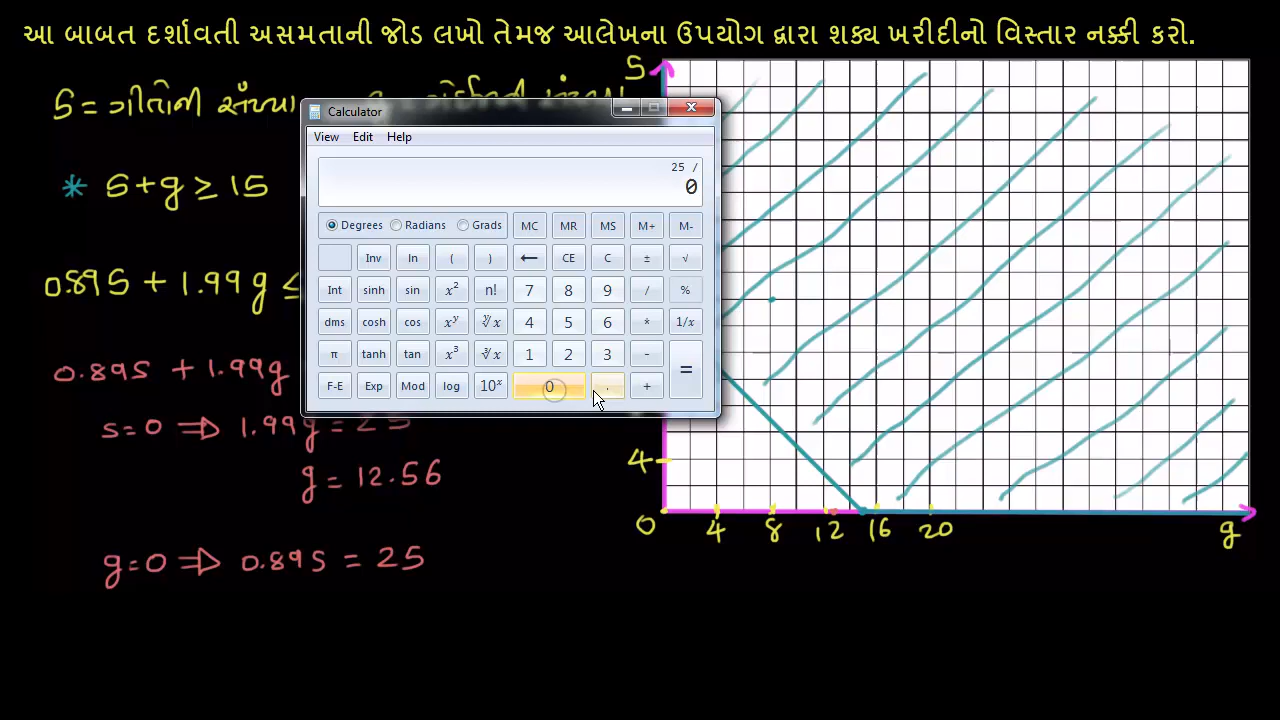 આ બાબત દર્શાવતી અસમતાની જોડ લખો તેમજ આલેખના ઉપયોગ દ્વારા શક્ય ખરીદીનો વિસ્તાર નક્કી કરો.
S = ગીતોની સંખ્યા
* S+g ≥ 15
0.89S + 1.99g ≤
0.89S + 1.99g
S=0 ⇒ 1.99g = 25
g = 12.56
g=0 ⇒ 0.89S = 25
Calculator
View Edit Help
25 /
0
Degrees Radians Grads MC MR MS M+ M-
Inv ln ( ) ← CE C ± √
Int sinh sin x² n! 7 8 9 / %
dms cosh cos xʸ ʸ√x 4 5 6 * 1/x
π tanh tan x³ ³√x 1 2 3 - =
F-E Exp Mod log 10ˣ 0 . +
S
4
0 4 8 12 16 20 g